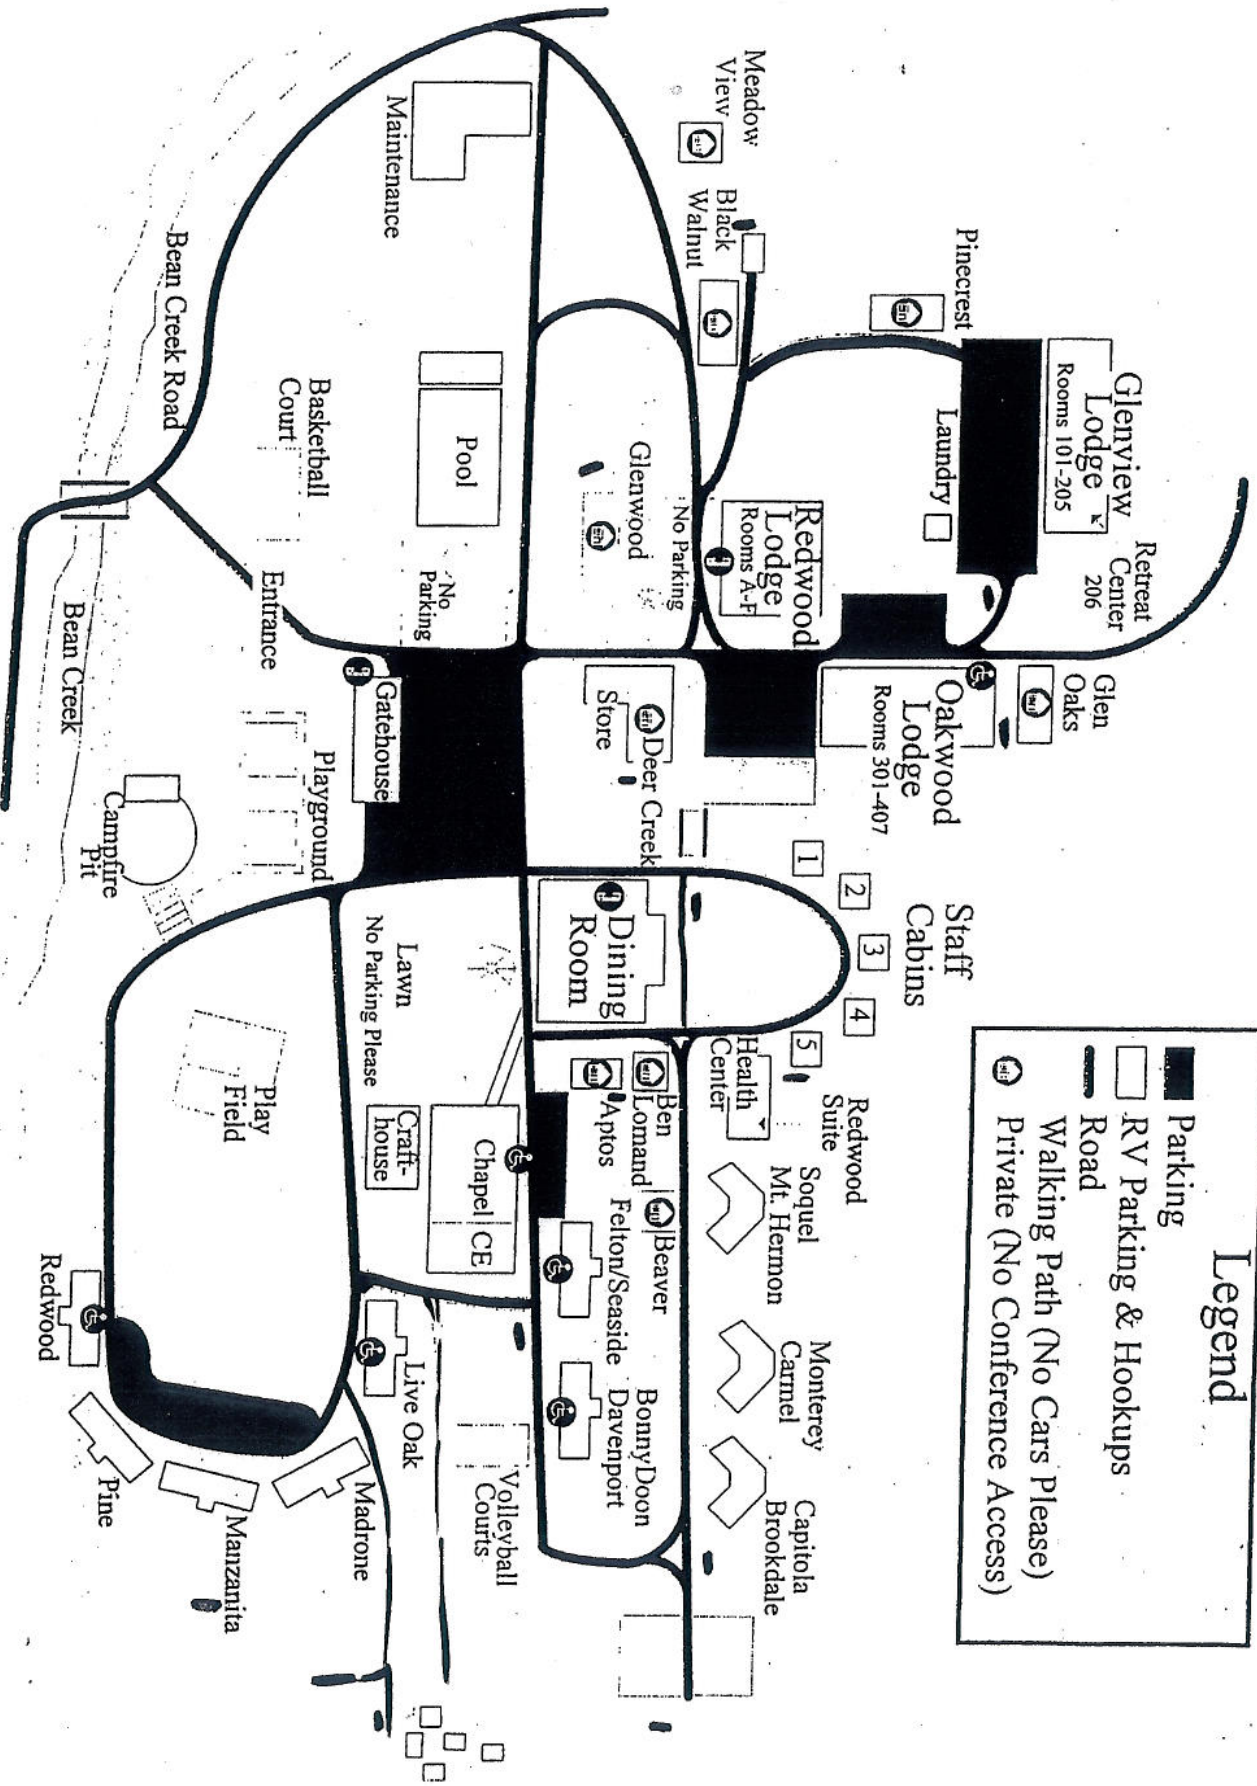 Legend
Parking
RV Parking & Hookups
Road
Walking Path (No Cars Please)
Private (No Conference Access)
Glenview
Lodge
Rooms 101-205
Retreat
Center
206
Glen
Oaks
Pinecrest
Laundry
Oakwood
Lodge
Rooms 301-407
Staff
Cabins
1
2
3
4
5
Redwood
Suite
Meadow
View
Black
Walnut
Redwood
Lodge
Rooms A-F
No Parking
Glenwood
Deer Creek
Store
Health
Center
Soquel
Mt. Hermon
Monterey
Carmel
Capitola
Brookdale
Dining
Room
Ben
Lomand
Aptos
Beaver
Felton/Seaside
BonnyDoon
Davenport
Maintenance
Pool
No
Parking
Chapel
CE
Volleyball
Courts
Basketball
Court
Gatehouse
Lawn
No Parking Please
Craft-
house
Live Oak
Madrone
Entrance
Playground
Play
Field
Manzanita
Bean Creek Road
Bean Creek
Campfire
Pit
Pine
Redwood